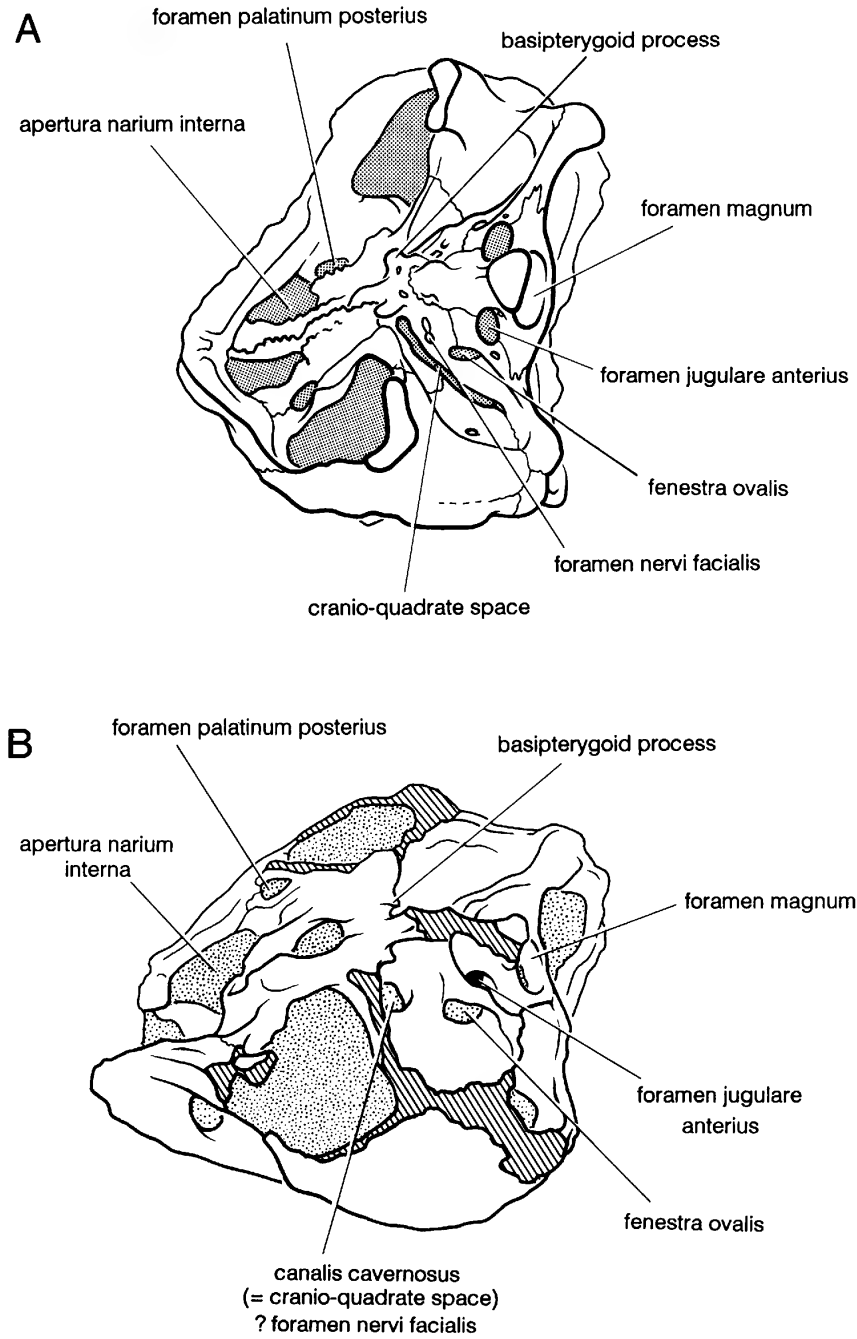 A
foramen palatinum posterius
basipterygoid process
apertura narium interna
foramen magnum
foramen jugulare anterius
fenestra ovalis
foramen nervi facialis
cranio-quadrate space
B
foramen palatinum posterius
basipterygoid process
apertura narium
interna
foramen magnum
foramen jugulare
anterius
fenestra ovalis
canalis cavernosus
(= cranio-quadrate space)
? foramen nervi facialis